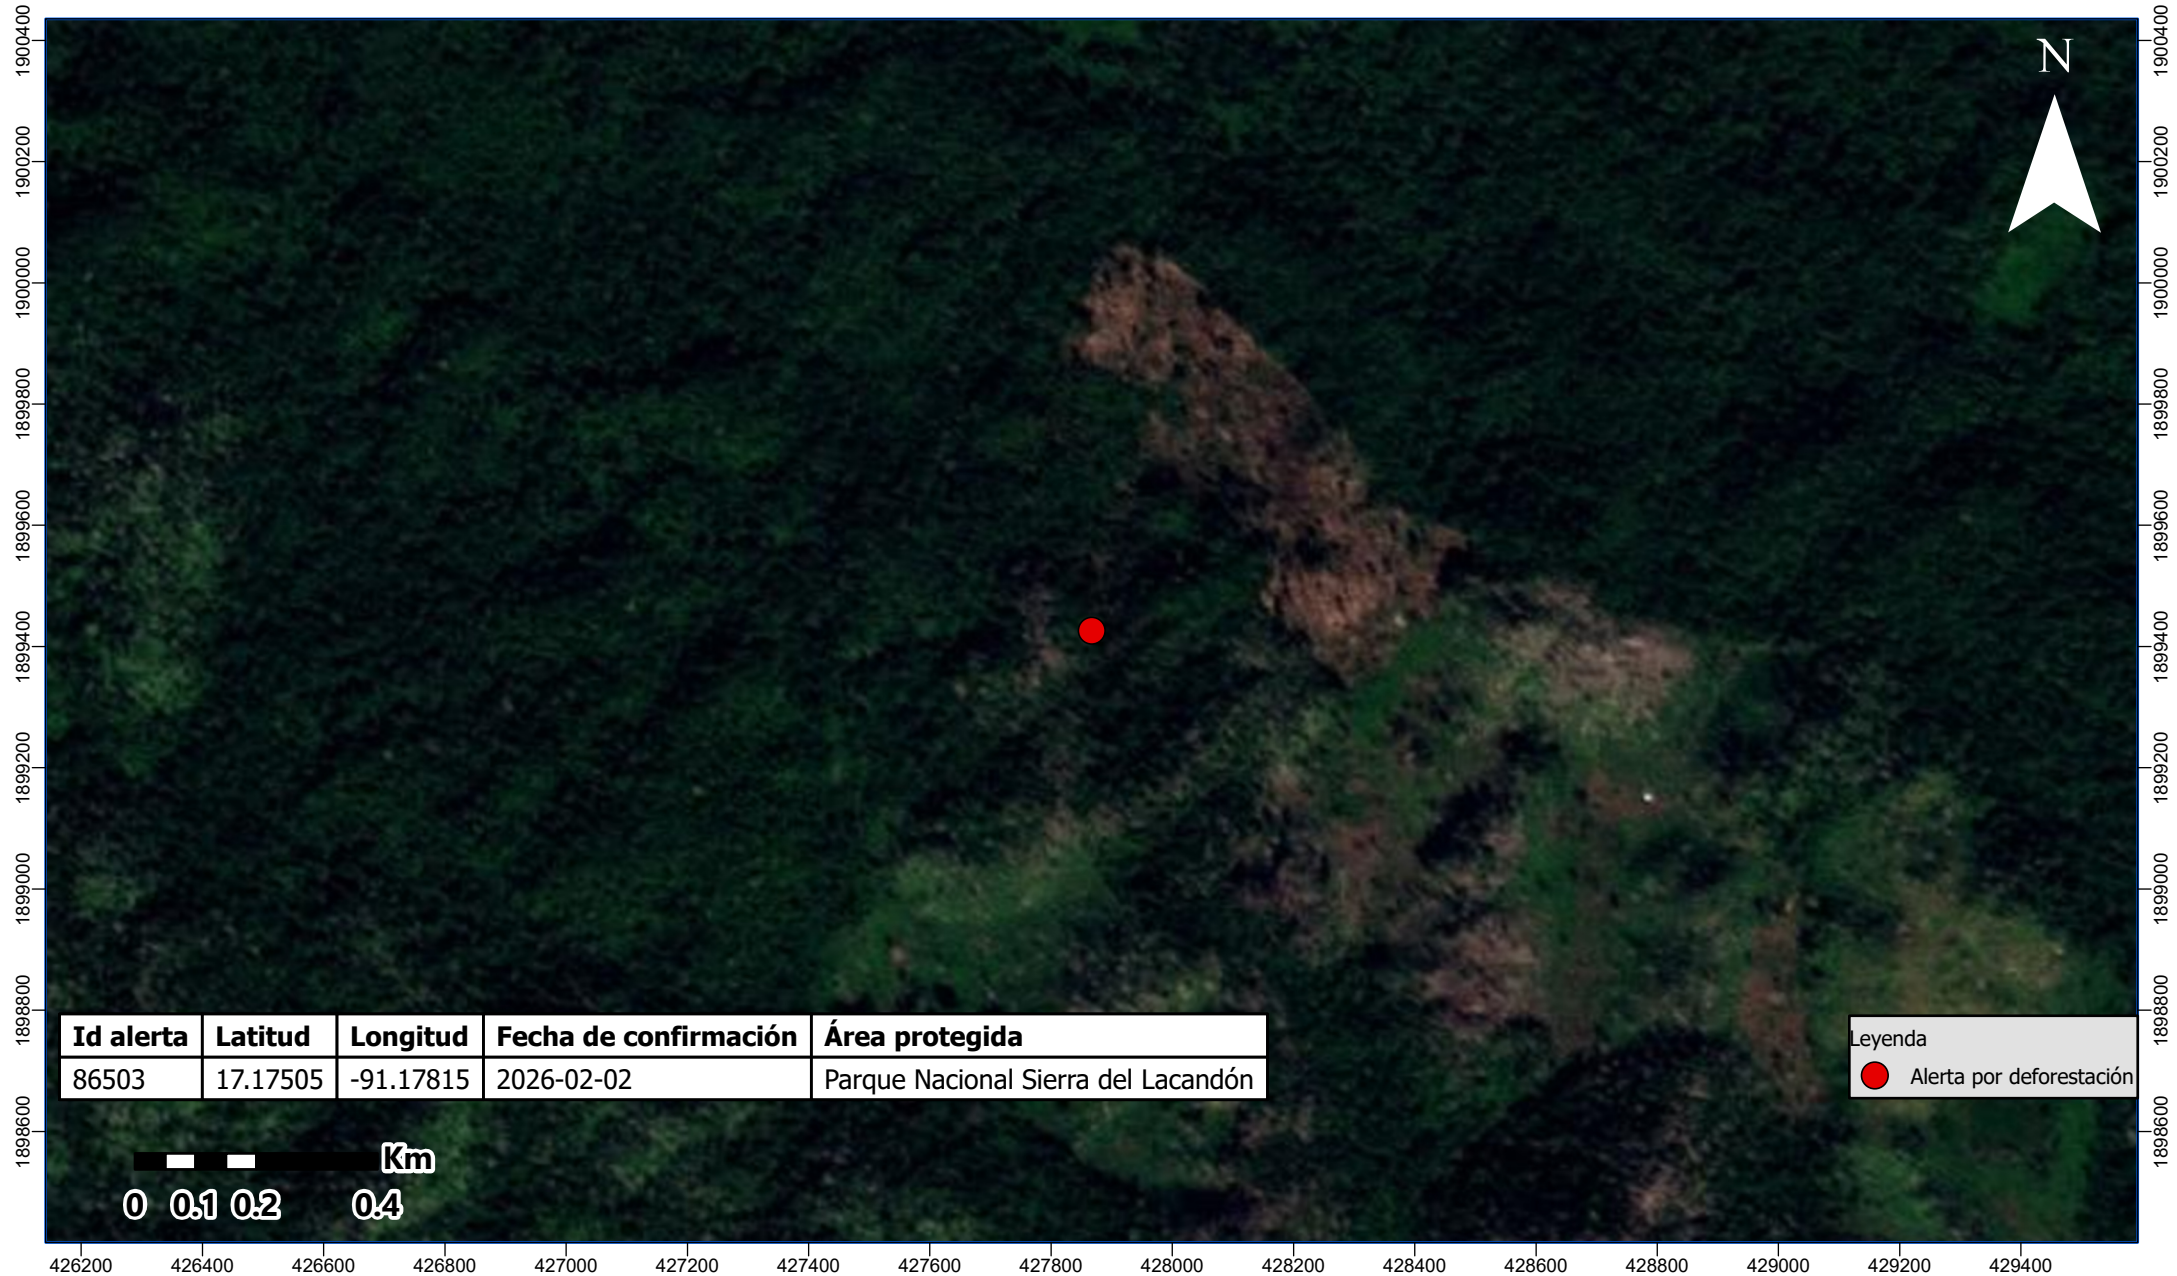 N
1900400
1900200
1900000
1899800
1899600
1899400
1899200
1899000
1898800
1898600
1900400
1900200
1900000
1899800
1899600
1899400
1899200
1899000
1898800
1898600
Id alerta Latitud Longitud Fecha de confirmación Área protegida
86503 17.17505 -91.17815 2026-02-02 Parque Nacional Sierra del Lacandón
Leyenda
Alerta por deforestación
Km
0 0.1 0.2 0.4
426200 426400 426600 426800 427000 427200 427400 427600 427800 428000 428200 428400 428600 428800 429000 429200 429400